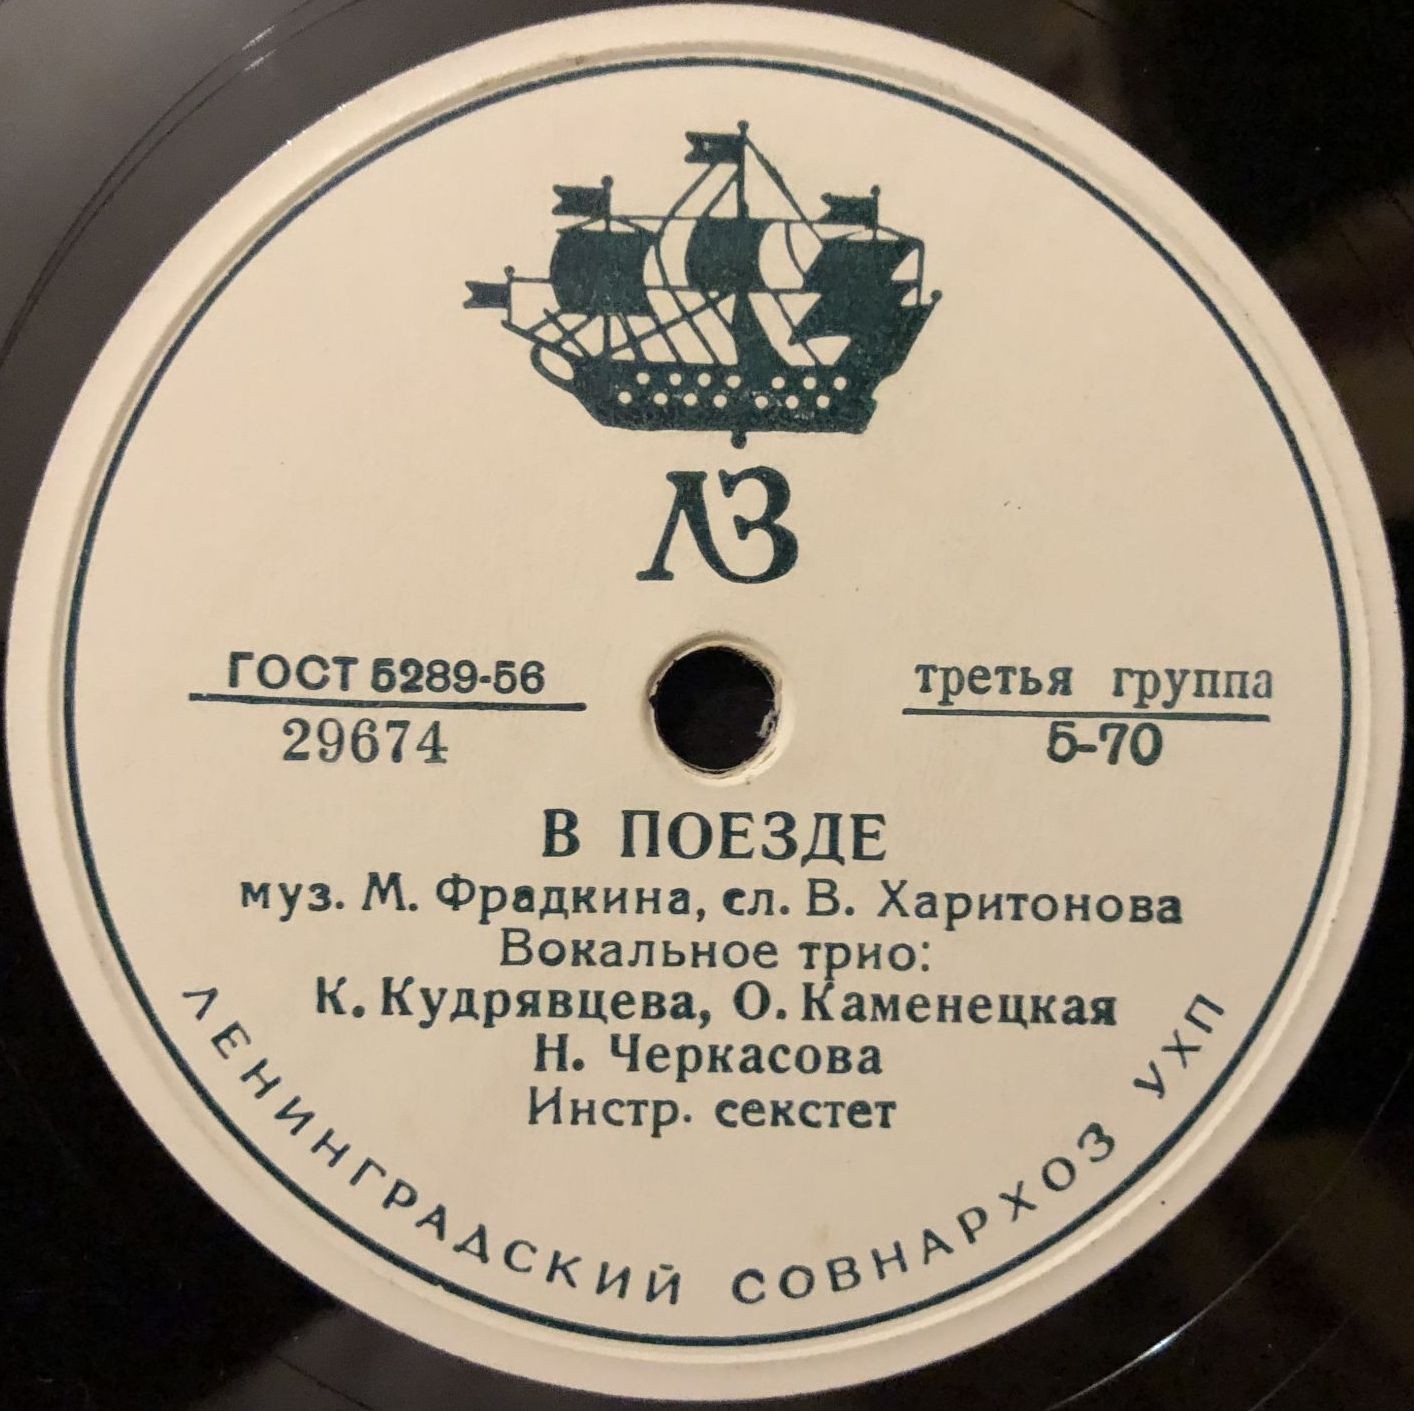 ЛЗ
ГОСТ 5289-56
29674
третья группа
5-70
В ПОЕЗДЕ
муз. М. Фрадкина, сл. В. Харитонова
Вокальное трио:
К. Кудрявцева, О. Каменецкая
Н. Черкасова
Инстр. секстет
ЛЕНИНГРАДСКИЙ СОВНАРХОЗ УХП